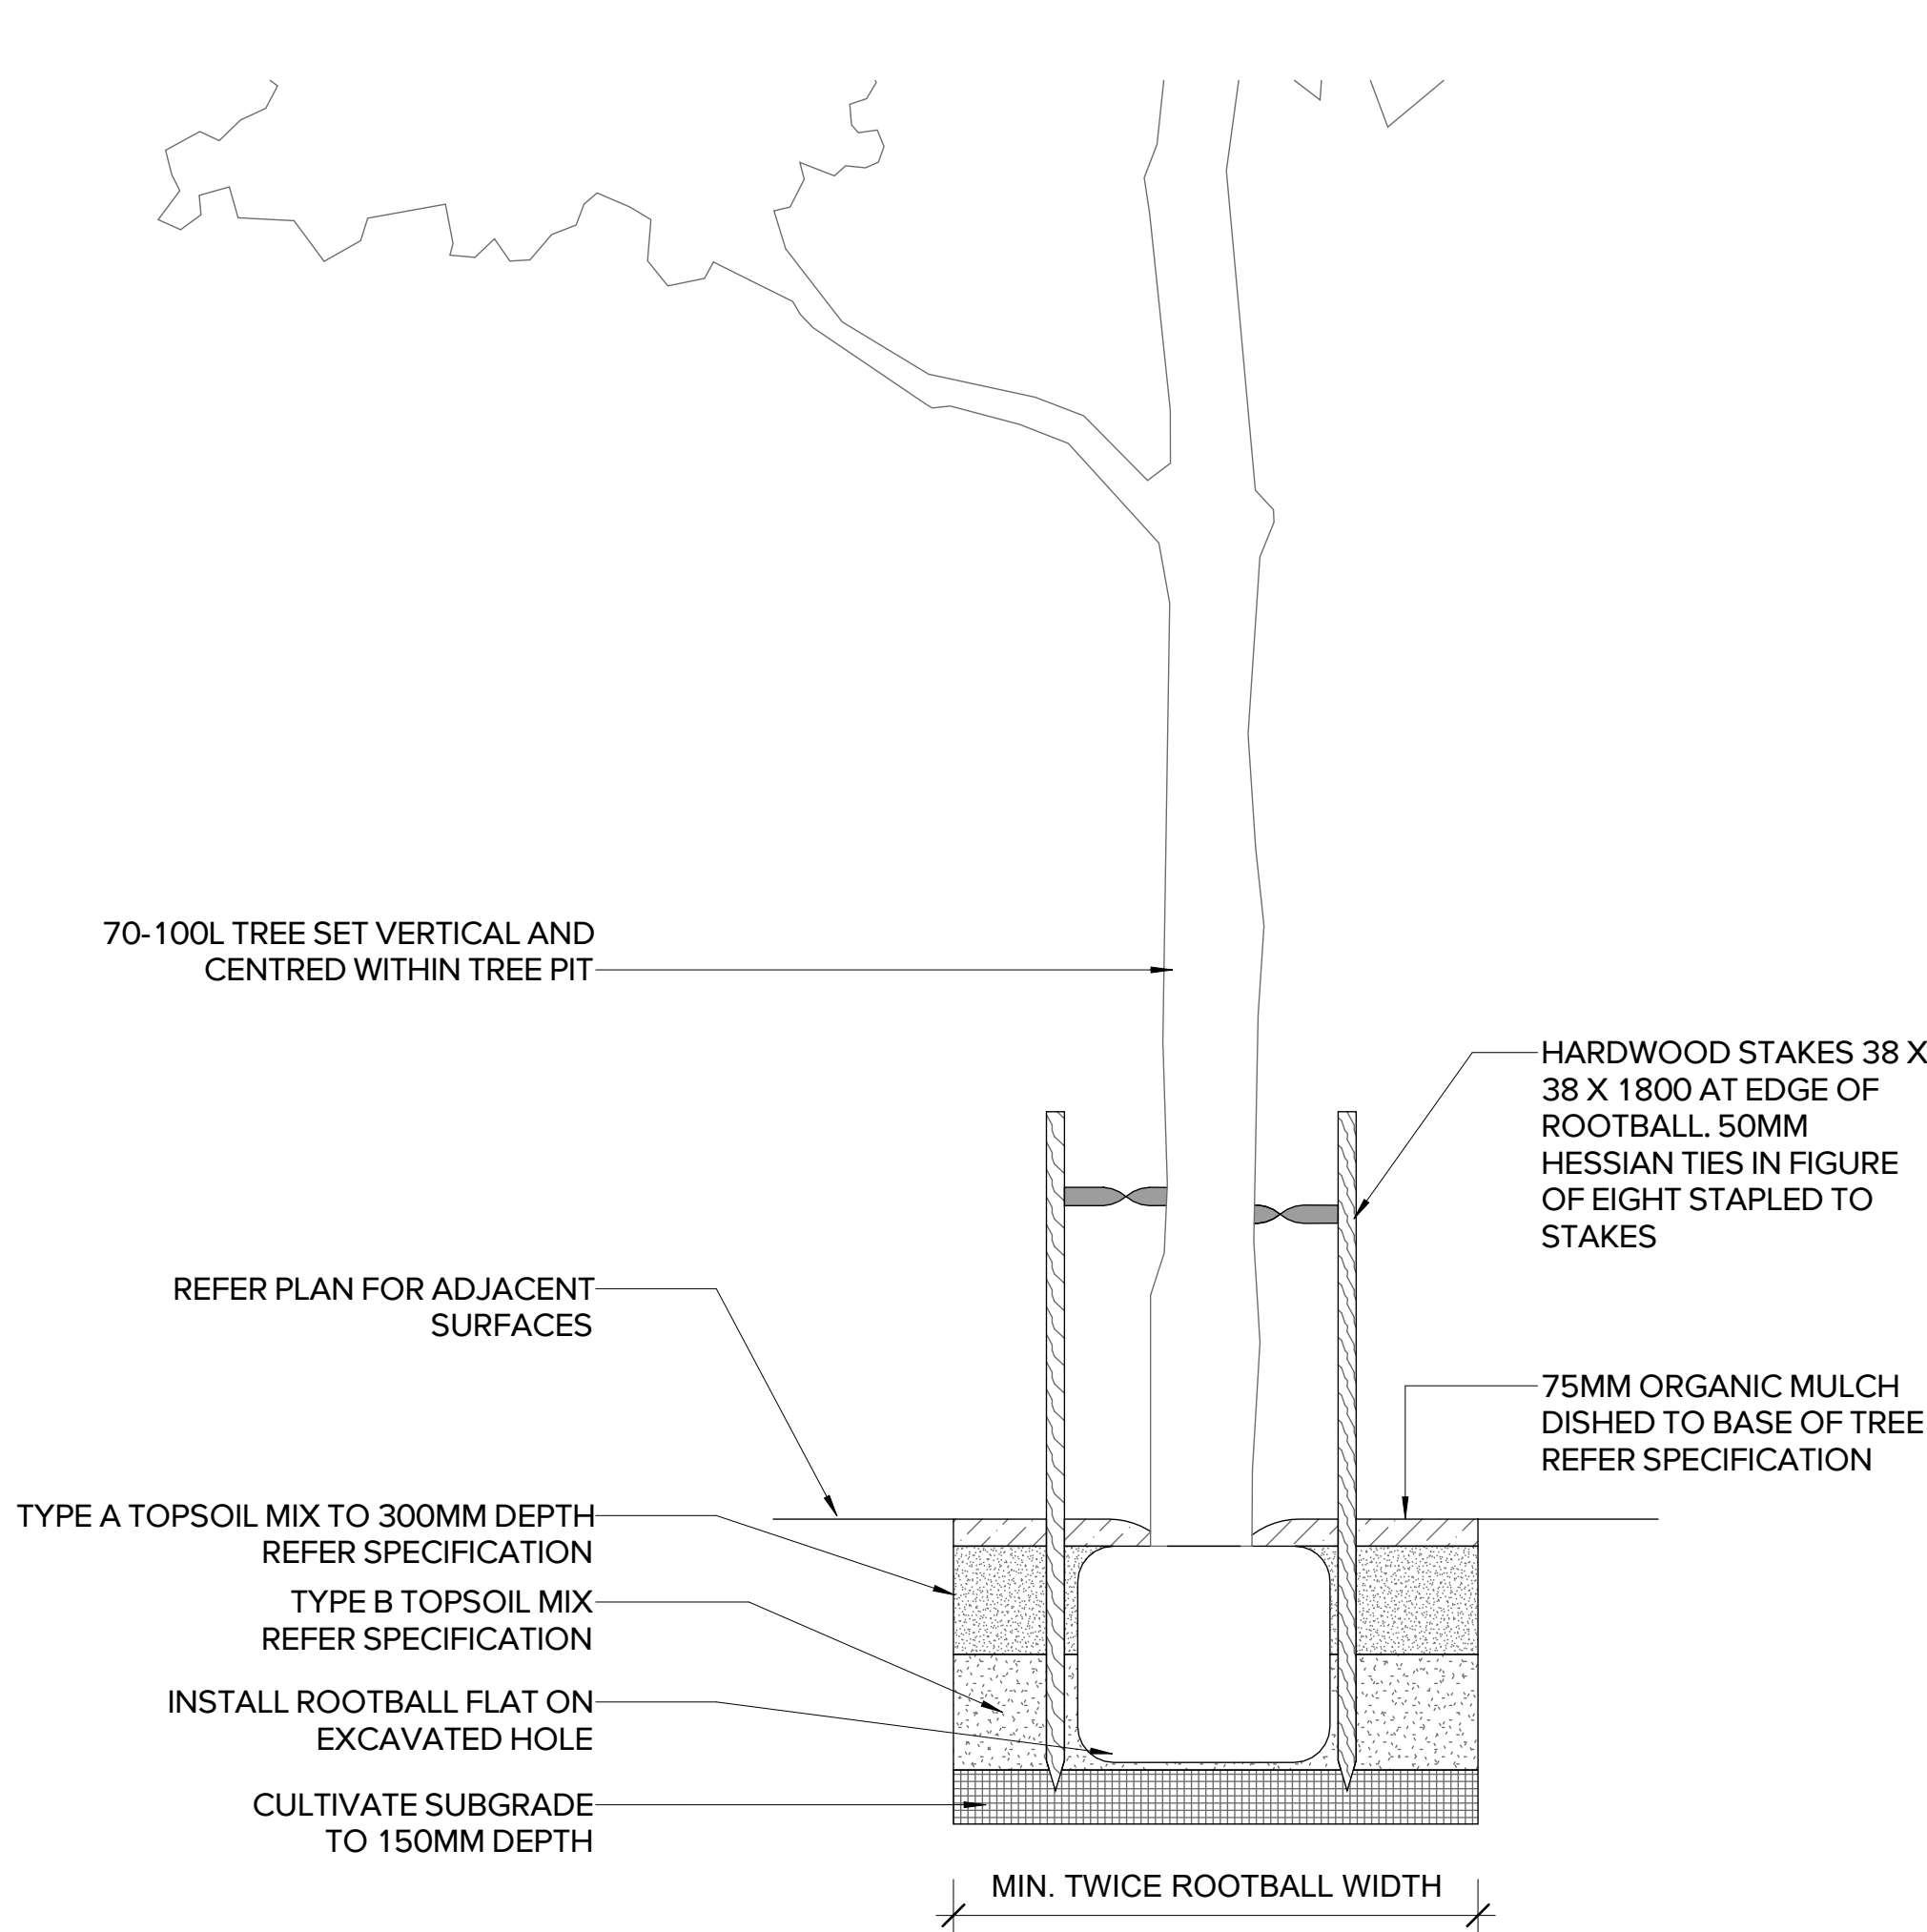 70-100L TREE SET VERTICAL AND
CENTRED WITHIN TREE PIT
HARDWOOD STAKES 38 X
38 X 1800 AT EDGE OF
ROOTBALL. 50MM
HESSIAN TIES IN FIGURE
OF EIGHT STAPLED TO
STAKES
REFER PLAN FOR ADJACENT
SURFACES
75MM ORGANIC MULCH
DISHED TO BASE OF TREE
REFER SPECIFICATION
TYPE A TOPSOIL MIX TO 300MM DEPTH
REFER SPECIFICATION
TYPE B TOPSOIL MIX
REFER SPECIFICATION
INSTALL ROOTBALL FLAT ON
EXCAVATED HOLE
CULTIVATE SUBGRADE
TO 150MM DEPTH
MIN. TWICE ROOTBALL WIDTH